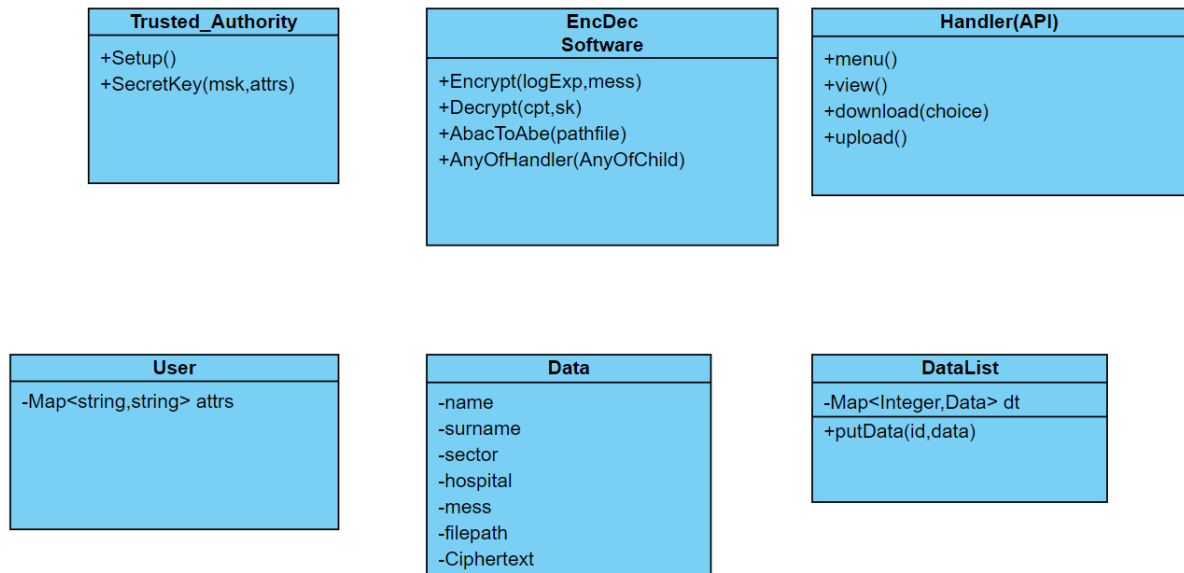 Trusted_Authority
+Setup()
+SecretKey(msk,attrs)
EncDec
Software
+Encrypt(logExp,mess)
+Decrypt(cpt,sk)
+AbacToAbe(pathfile)
+AnyOfHandler(AnyOfChild)
Handler(API)
+menu()
+view()
+download(choice)
+upload()
User
-Map<string,string> attrs
Data
-name
-surname
-sector
-hospital
-mess
-filepath
-Ciphertext
DataList
-Map<Integer,Data> dt
+putData(id,data)